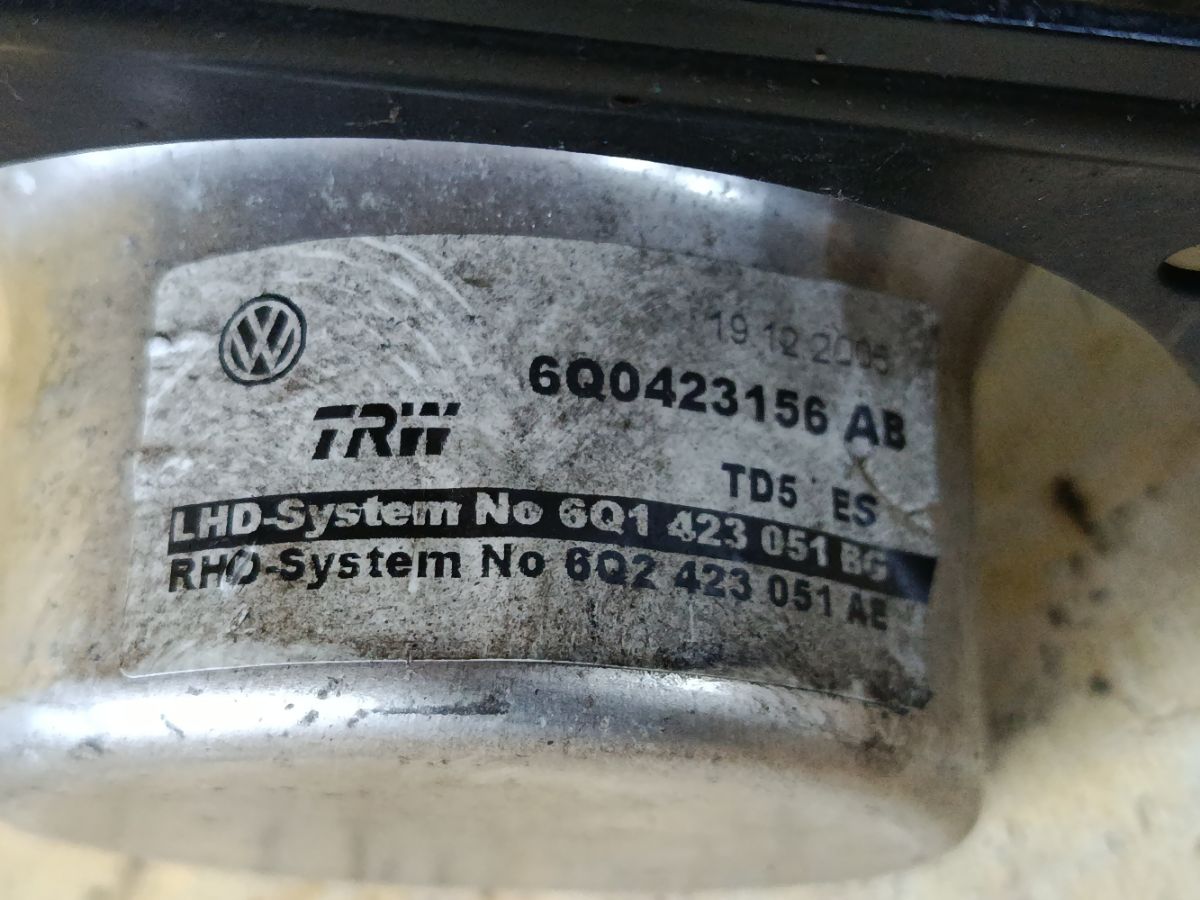 19 12 2005
6Q0423156 AB
TRW
TD5 ES
LHD-System No 6Q1 423 051 BG
RHD-System No 6Q2 423 051 AE